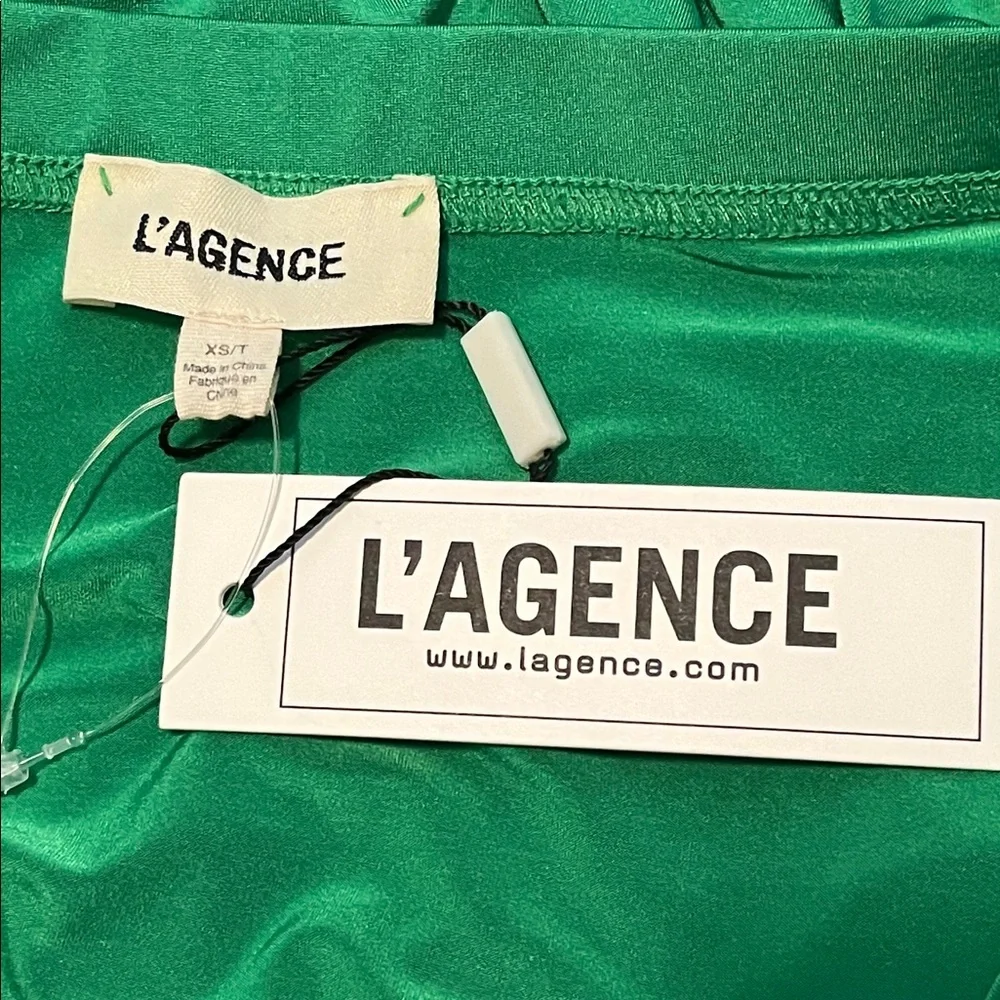 L'AGENCE
XS/T
Made in China
Fabriqué en
Chine
L'AGENCE
www.lagence.com